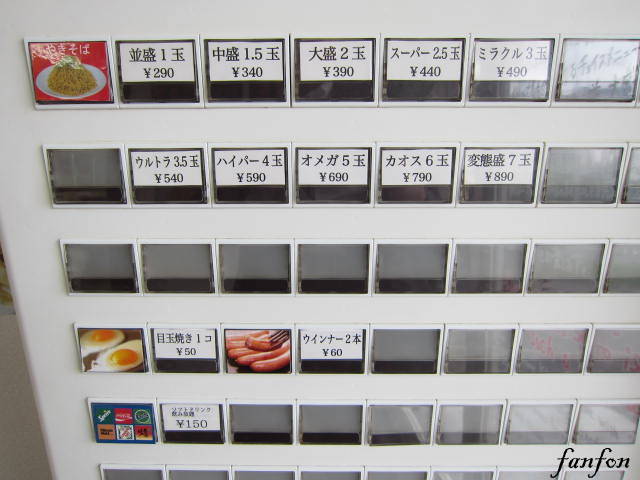 やきそば
並盛1玉
¥290
中盛1.5玉
¥340
大盛2玉
¥390
スーパー2.5玉
¥440
ミラクル3玉
¥490
ウルトラ3.5玉
¥540
ハイパー4玉
¥590
オメガ5玉
¥690
カオス6玉
¥790
変態盛7玉
¥890
目玉焼き1コ
¥50
ウインナー2本
¥60
ソフトドリンク
飲み放題
¥150
fanfon